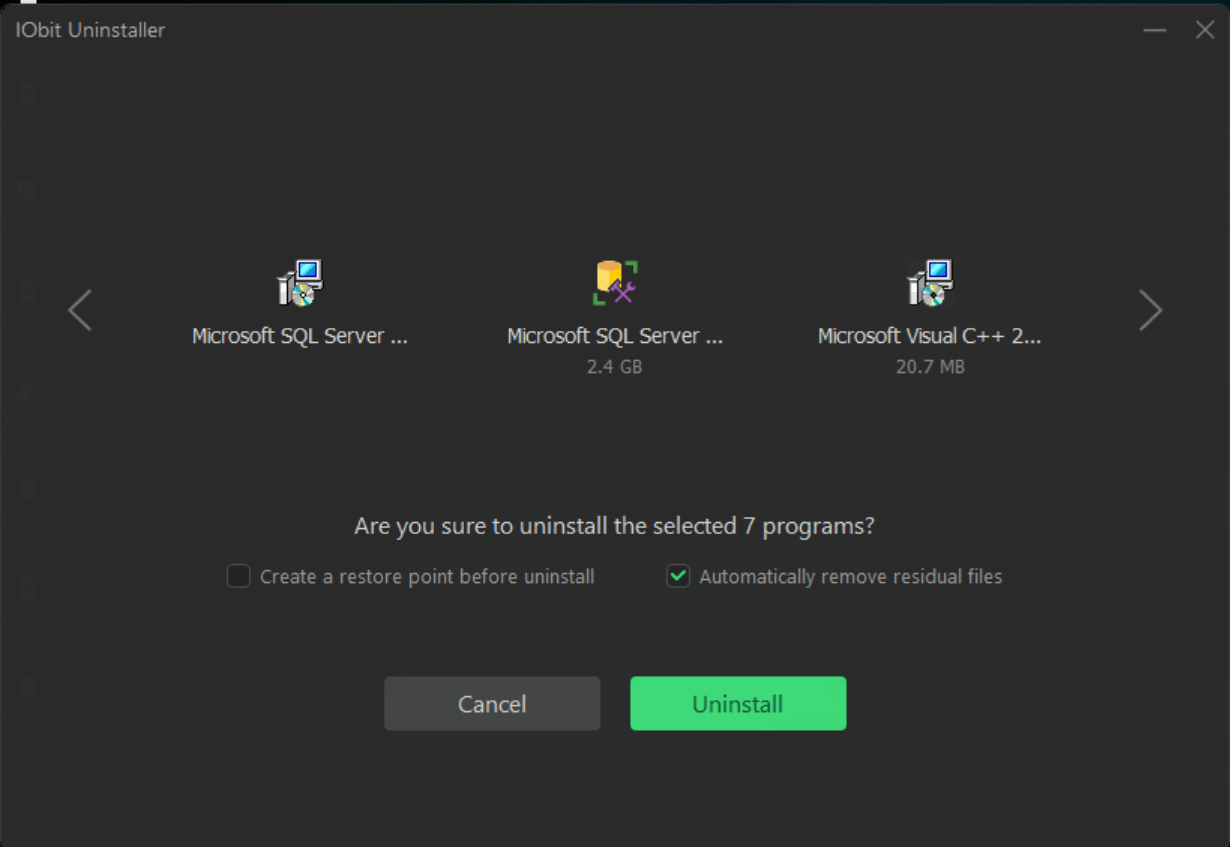 IObit Uninstaller
Microsoft SQL Server ...
Microsoft SQL Server ...
Microsoft Visual C++ 2...
2.4 GB
20.7 MB
Are you sure to uninstall the selected 7 programs?
Create a restore point before uninstall
Automatically remove residual files
Cancel
Uninstall